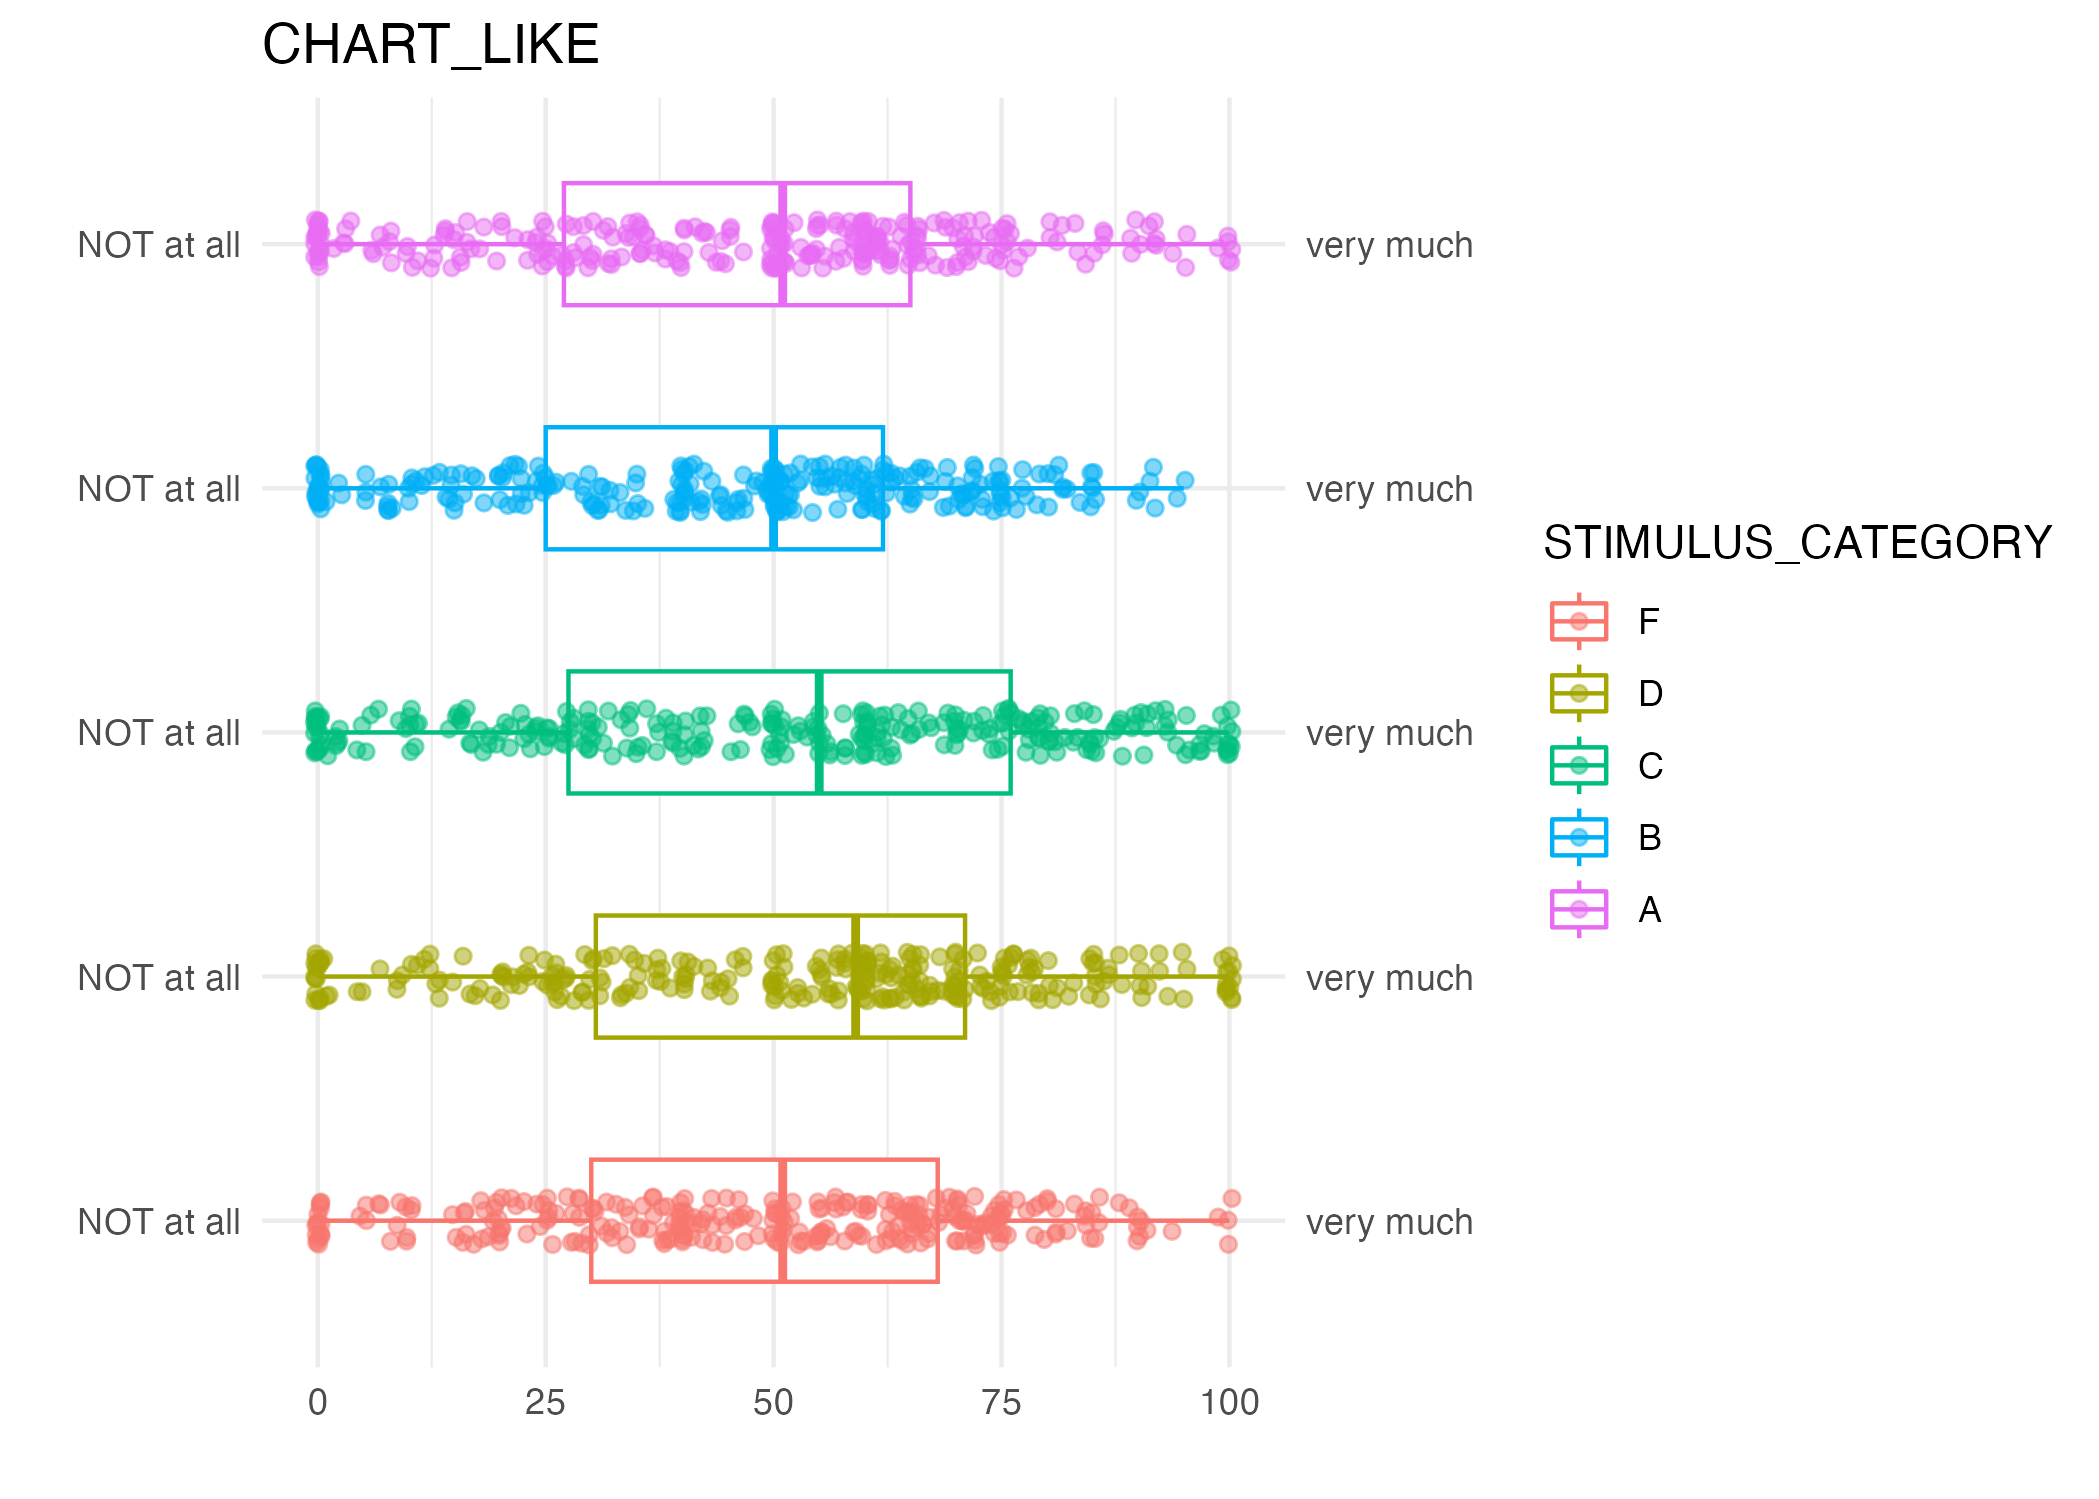 CHART_LIKE
NOT at all very much
NOT at all very much
NOT at all very much
NOT at all very much
NOT at all very much
0 25 50 75 100
STIMULUS_CATEGORY
F
D
C
B
A